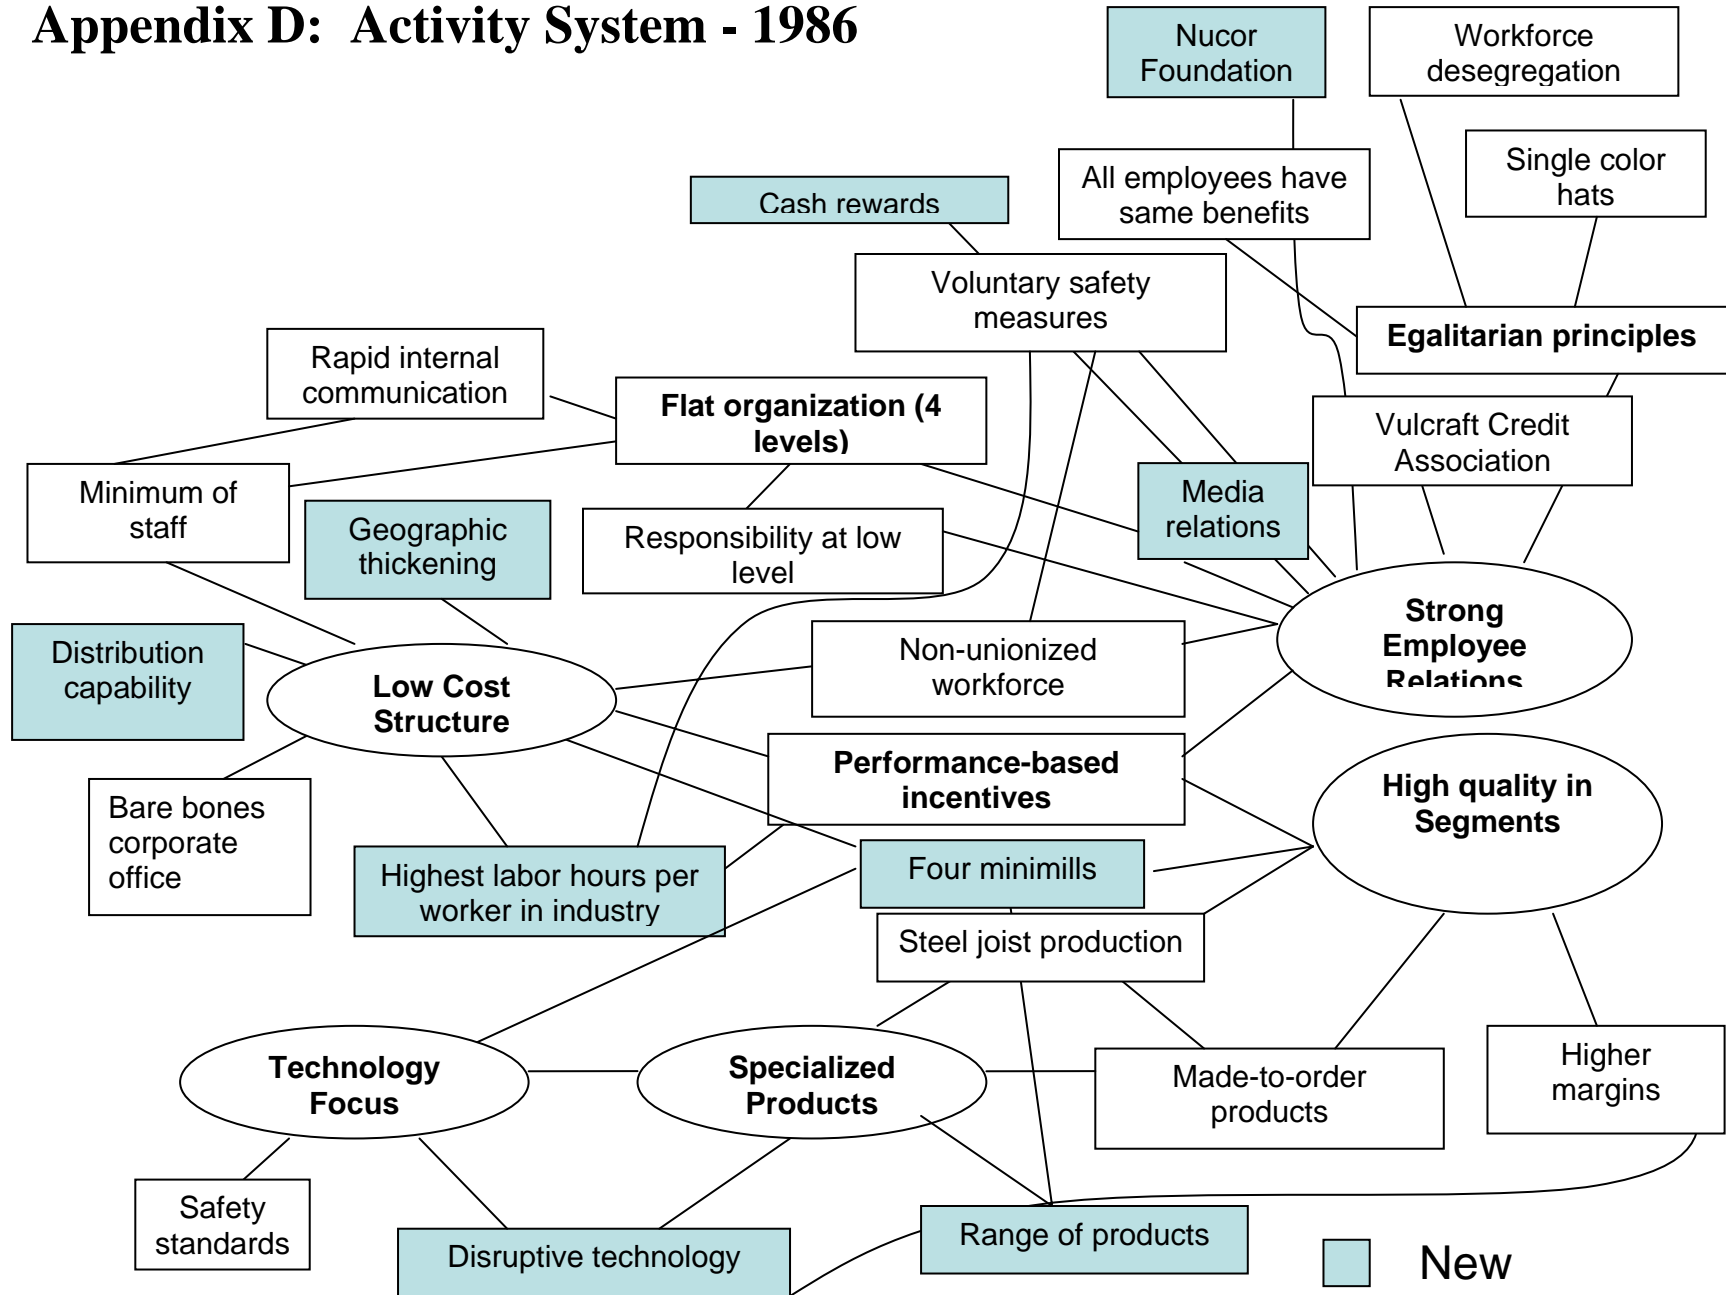 Appendix D:  Activity System - 1986
Nucor
Foundation
Workforce
desegregation
Single color
hats
All employees have
same benefits
Cash rewards
Voluntary safety
measures
Egalitarian principles
Rapid internal
communication
Flat organization (4
levels)
Vulcraft Credit
Association
Minimum of
staff
Geographic
thickening
Responsibility at low
level
Media
relations
Strong
Employee
Relations
Distribution
capability
Low Cost
Structure
Non-unionized
workforce
Performance-based
incentives
High quality in
Segments
Bare bones
corporate
office
Highest labor hours per
worker in industry
Four minimills
Steel joist production
Technology
Focus
Specialized
Products
Made-to-order
products
Higher
margins
Safety
standards
Disruptive technology
Range of products
New